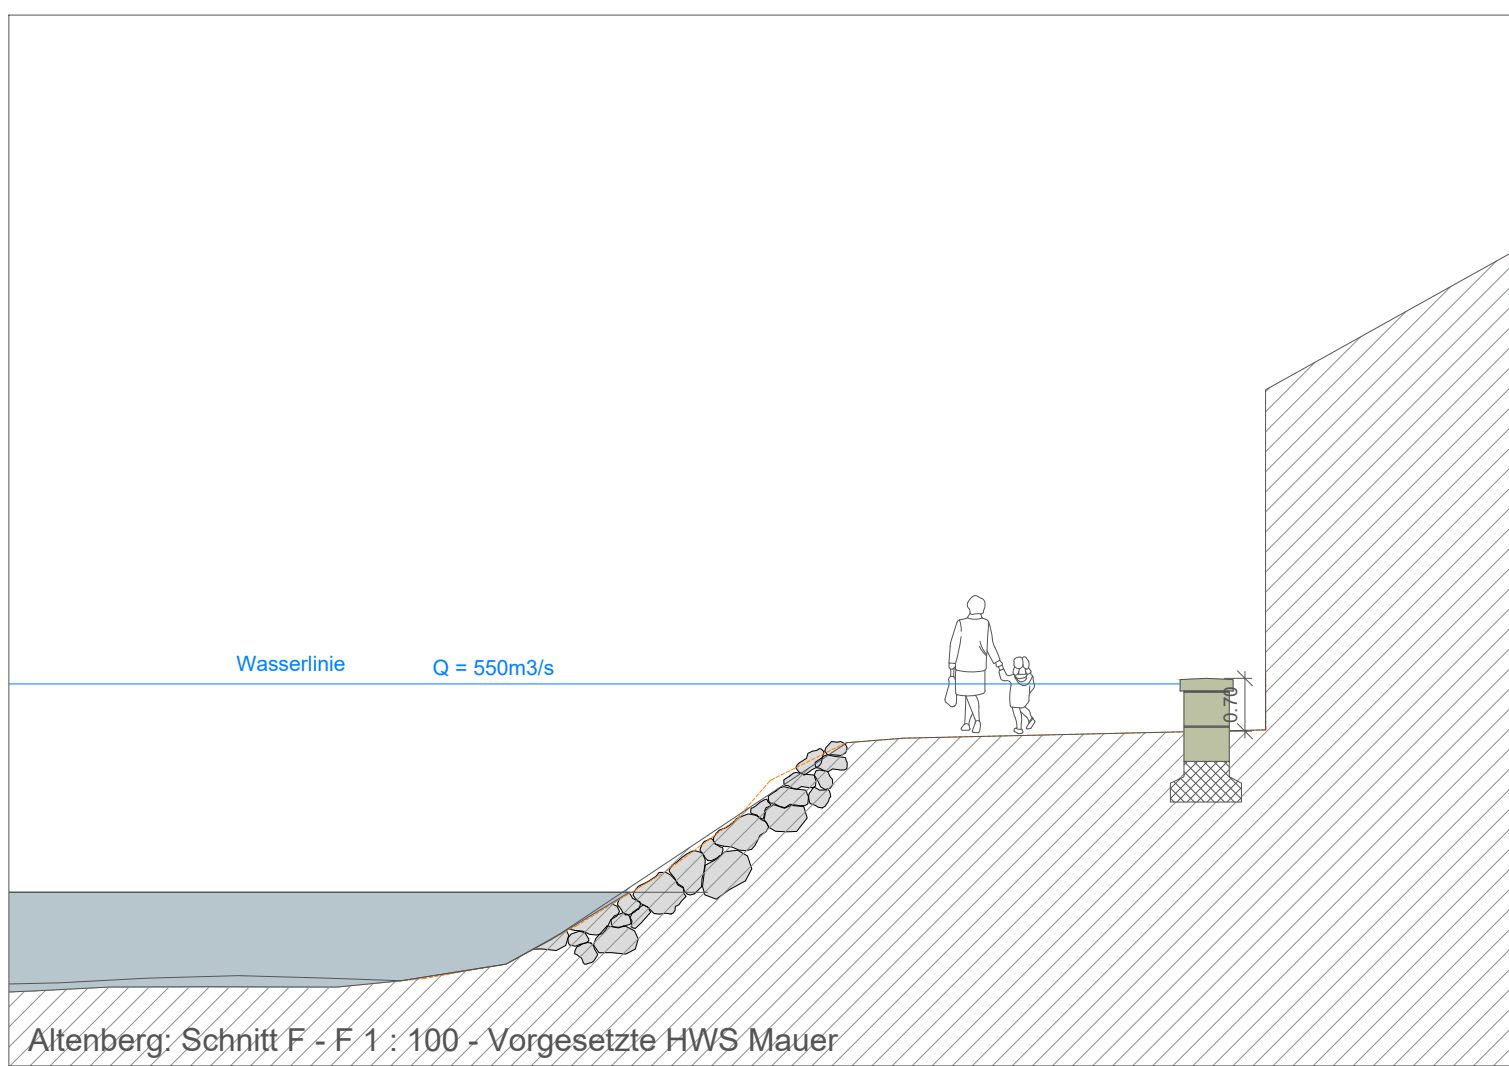 Wasserlinie
Q = 550m3/s
0.70
Altenberg: Schnitt F - F 1 : 100 - Vorgesetzte HWS Mauer